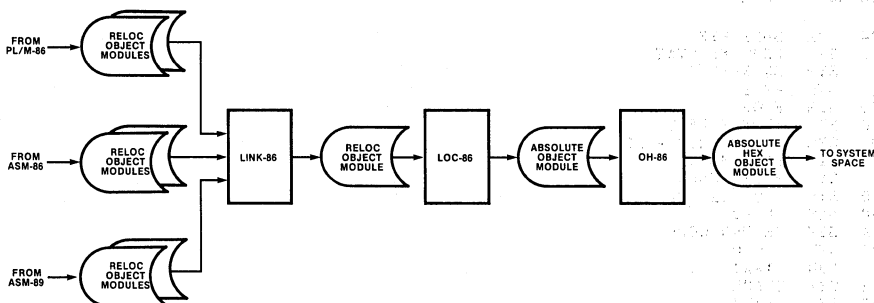 FROM
PL/M-86
RELOC
OBJECT
MODULES
FROM
ASM-86
RELOC
OBJECT
MODULES
FROM
ASM-89
RELOC
OBJECT
MODULES
LINK-86
RELOC
OBJECT
MODULE
LOC-86
ABSOLUTE
OBJECT
MODULE
OH-86
ABSOLUTE
HEX
OBJECT
MODULE
TO SYSTEM
SPACE